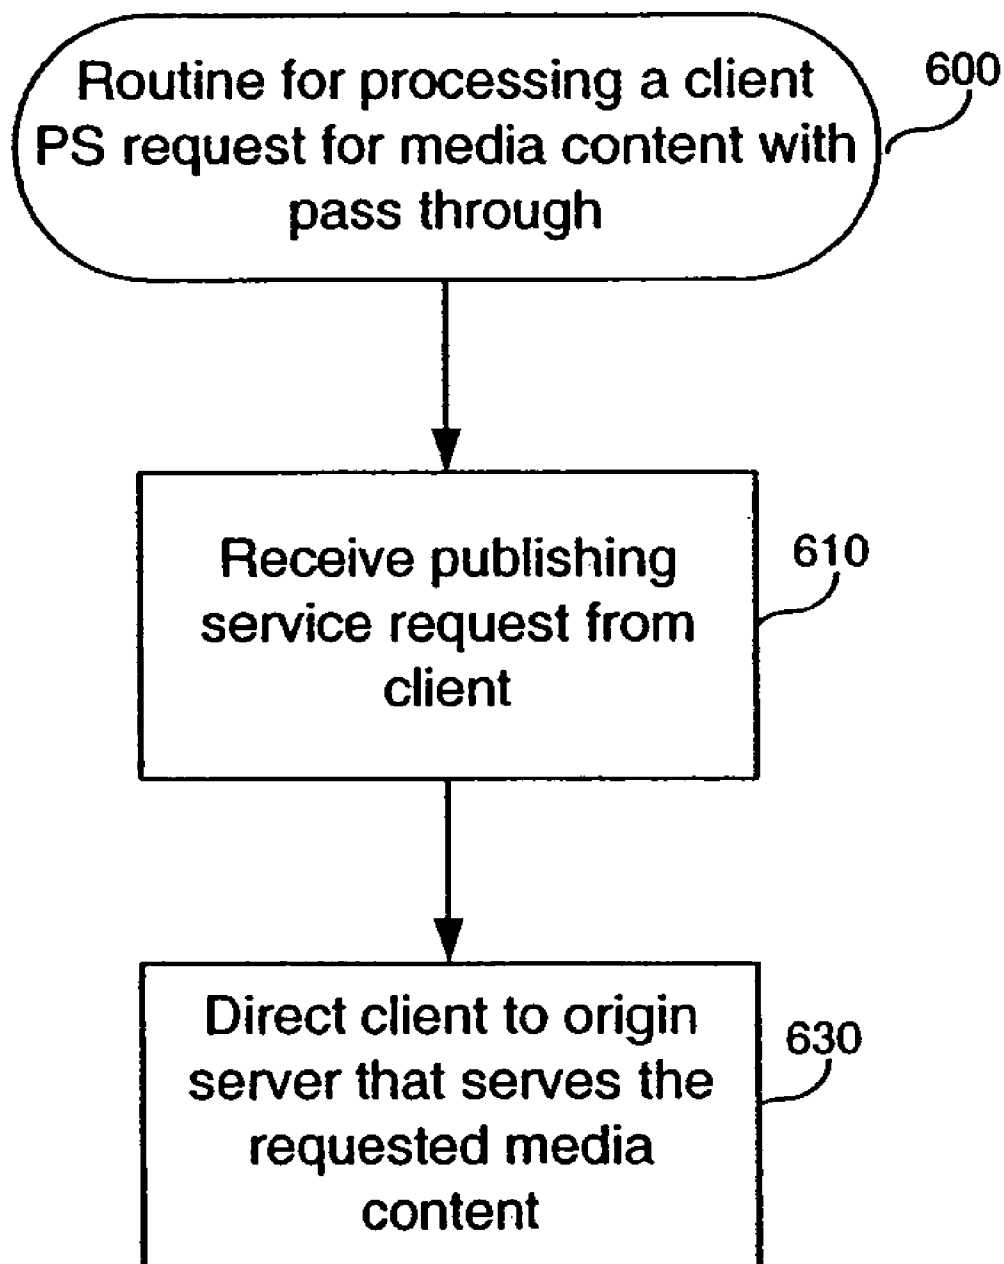 Routine for processing a client
PS request for media content with
pass through
600
Receive publishing
service request from
client
610
Direct client to origin
server that serves the
requested media
content
630